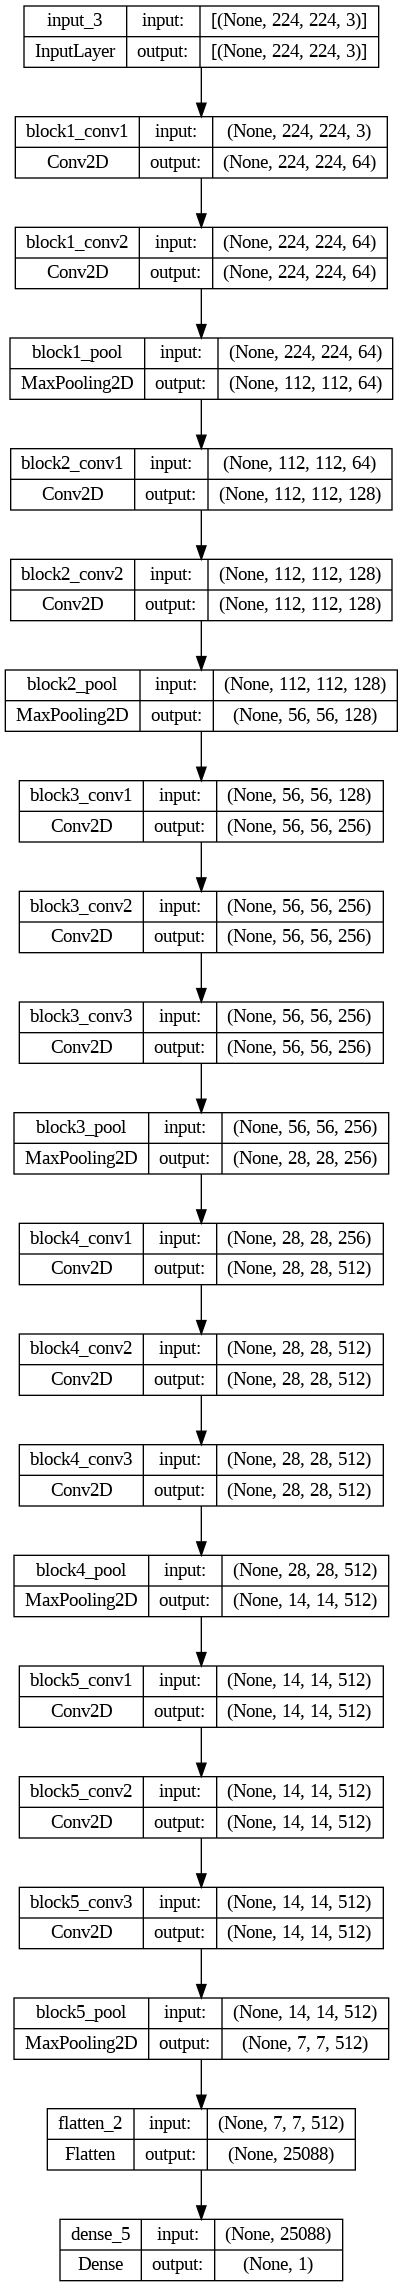 input_3 input: [(None, 224, 224, 3)]
InputLayer output: [(None, 224, 224, 3)]
block1_conv1 input: (None, 224, 224, 3)
Conv2D output: (None, 224, 224, 64)
block1_conv2 input: (None, 224, 224, 64)
Conv2D output: (None, 224, 224, 64)
block1_pool input: (None, 224, 224, 64)
MaxPooling2D output: (None, 112, 112, 64)
block2_conv1 input: (None, 112, 112, 64)
Conv2D output: (None, 112, 112, 128)
block2_conv2 input: (None, 112, 112, 128)
Conv2D output: (None, 112, 112, 128)
block2_pool input: (None, 112, 112, 128)
MaxPooling2D output: (None, 56, 56, 128)
block3_conv1 input: (None, 56, 56, 128)
Conv2D output: (None, 56, 56, 256)
block3_conv2 input: (None, 56, 56, 256)
Conv2D output: (None, 56, 56, 256)
block3_conv3 input: (None, 56, 56, 256)
Conv2D output: (None, 56, 56, 256)
block3_pool input: (None, 56, 56, 256)
MaxPooling2D output: (None, 28, 28, 256)
block4_conv1 input: (None, 28, 28, 256)
Conv2D output: (None, 28, 28, 512)
block4_conv2 input: (None, 28, 28, 512)
Conv2D output: (None, 28, 28, 512)
block4_conv3 input: (None, 28, 28, 512)
Conv2D output: (None, 28, 28, 512)
block4_pool input: (None, 28, 28, 512)
MaxPooling2D output: (None, 14, 14, 512)
block5_conv1 input: (None, 14, 14, 512)
Conv2D output: (None, 14, 14, 512)
block5_conv2 input: (None, 14, 14, 512)
Conv2D output: (None, 14, 14, 512)
block5_conv3 input: (None, 14, 14, 512)
Conv2D output: (None, 14, 14, 512)
block5_pool input: (None, 14, 14, 512)
MaxPooling2D output: (None, 7, 7, 512)
flatten_2 input: (None, 7, 7, 512)
Flatten output: (None, 25088)
dense_5 input: (None, 25088)
Dense output: (None, 1)